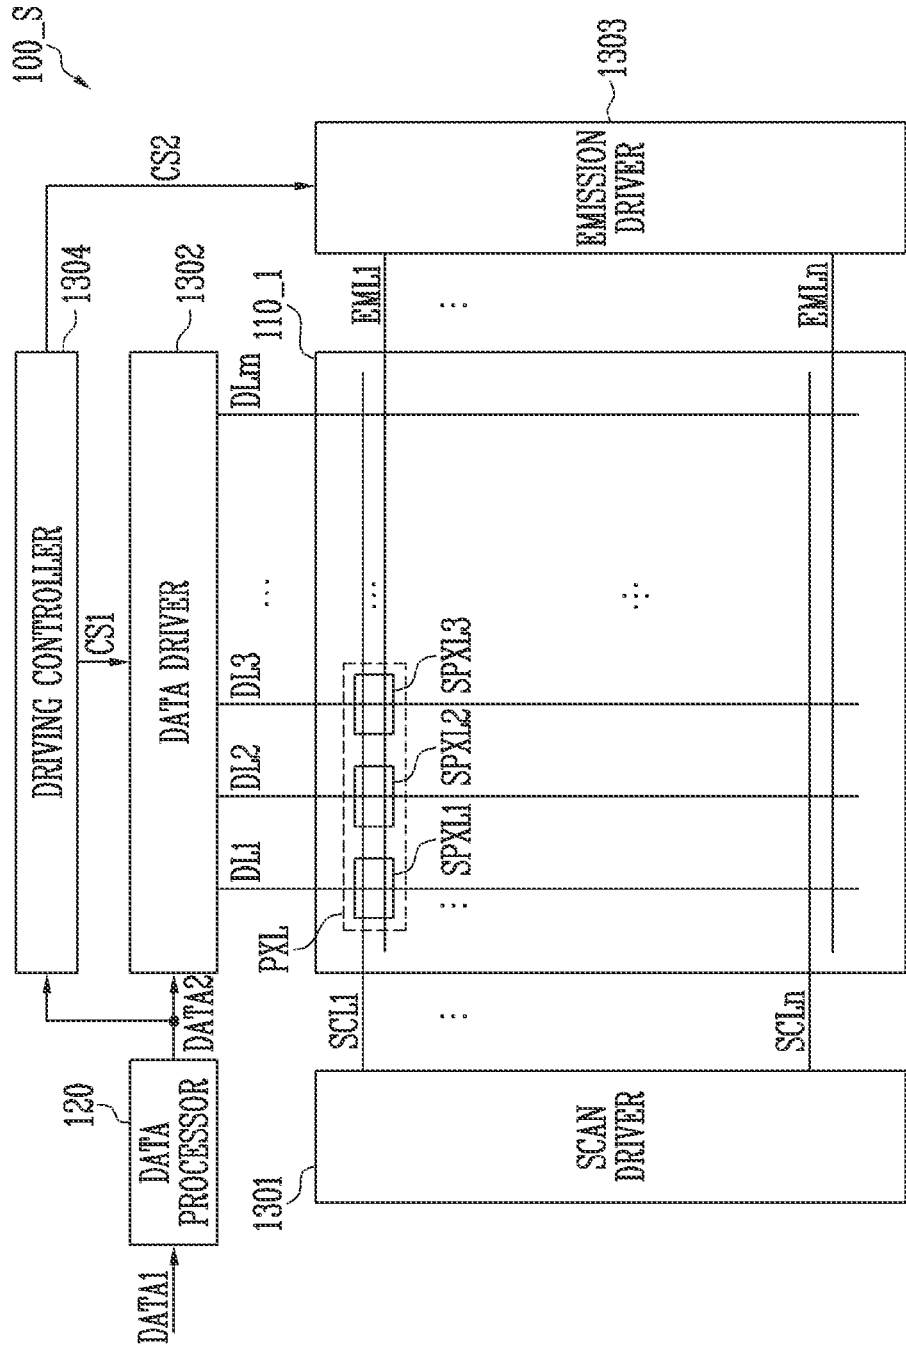 100_S
DRIVING CONTROLLER
1304
CS2
CS1
120
DATA
PROCESSOR
DATA1
DATA2
DATA DRIVER
1302
DL1
DL2
DL3
...
DLm
110_1
1301
SCAN
DRIVER
SCL1
...
SCLn
PXL
SPXL1
SPXL2
SPXL3
EML1
...
EMLn
EMISSION
DRIVER
1303